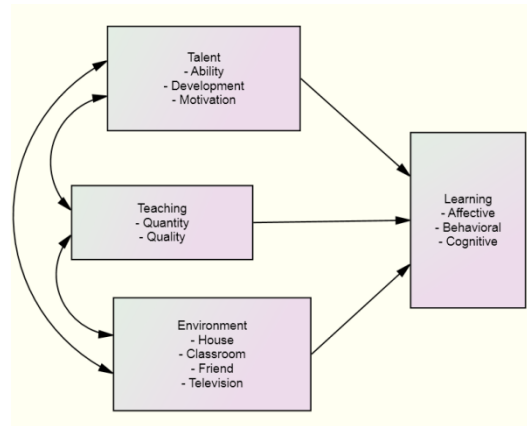 Talent
- Ability
- Development
- Motivation
Teaching
- Quantity
- Quality
Environment
- House
- Classroom
- Friend
- Television
Learning
- Affective
- Behavioral
- Cognitive